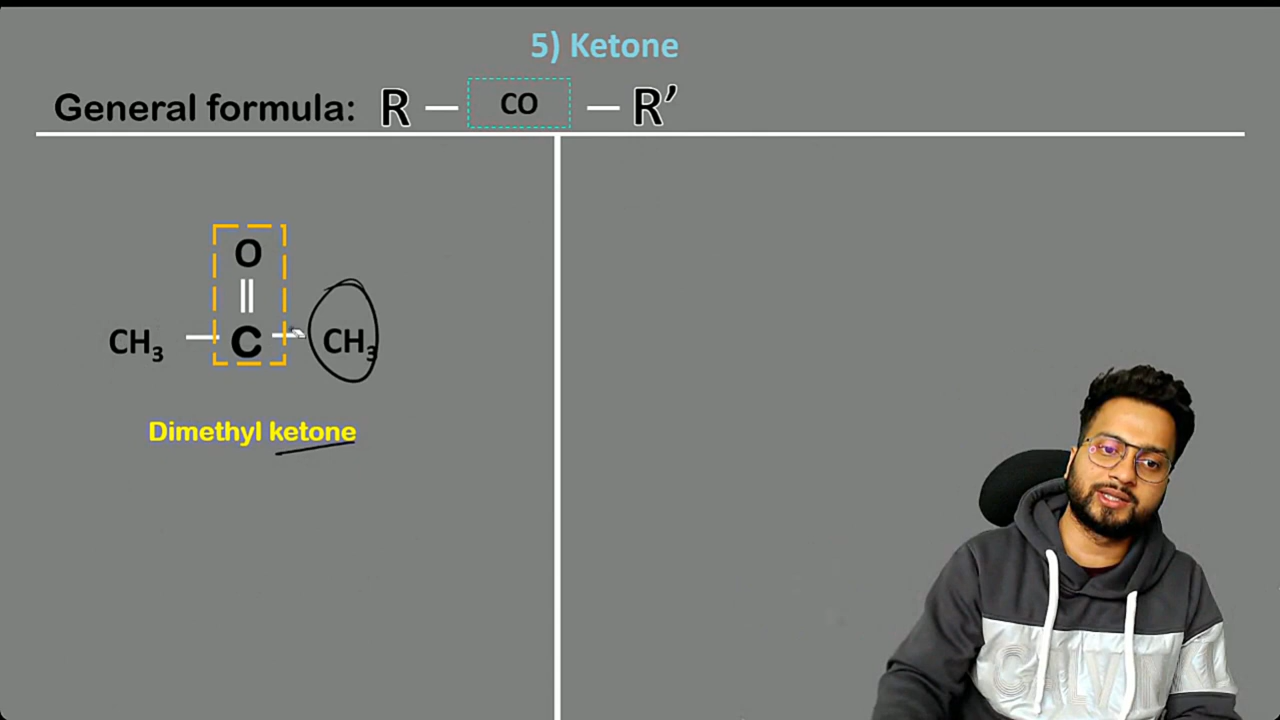 5) Ketone
General formula: R — CO — R’
O
||
CH₃ — C — CH₃
Dimethyl ketone